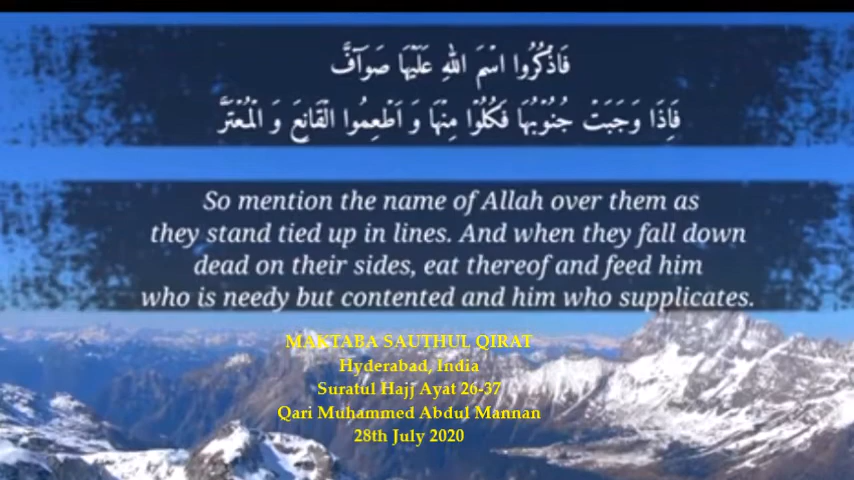 فَاذْكُرُوا اسْمَ اللّٰهِ عَلَيْهَا صَوَآفَّ
فَاِذَا وَجَبَتْ جُنُوْبُهَا فَكُلُوْا مِنْهَا وَ اَطْعِمُوا الْقَانِعَ وَ الْمُعْتَرَّ
So mention the name of Allah over them as
they stand tied up in lines. And when they fall down
dead on their sides, eat thereof and feed him
who is needy but contented and him who supplicates.
MAKTABA SAUTHUL QIRAT
Hyderabad, India
Suratul Hajj Ayat 26-37
Qari Muhammed Abdul Mannan
28th July 2020